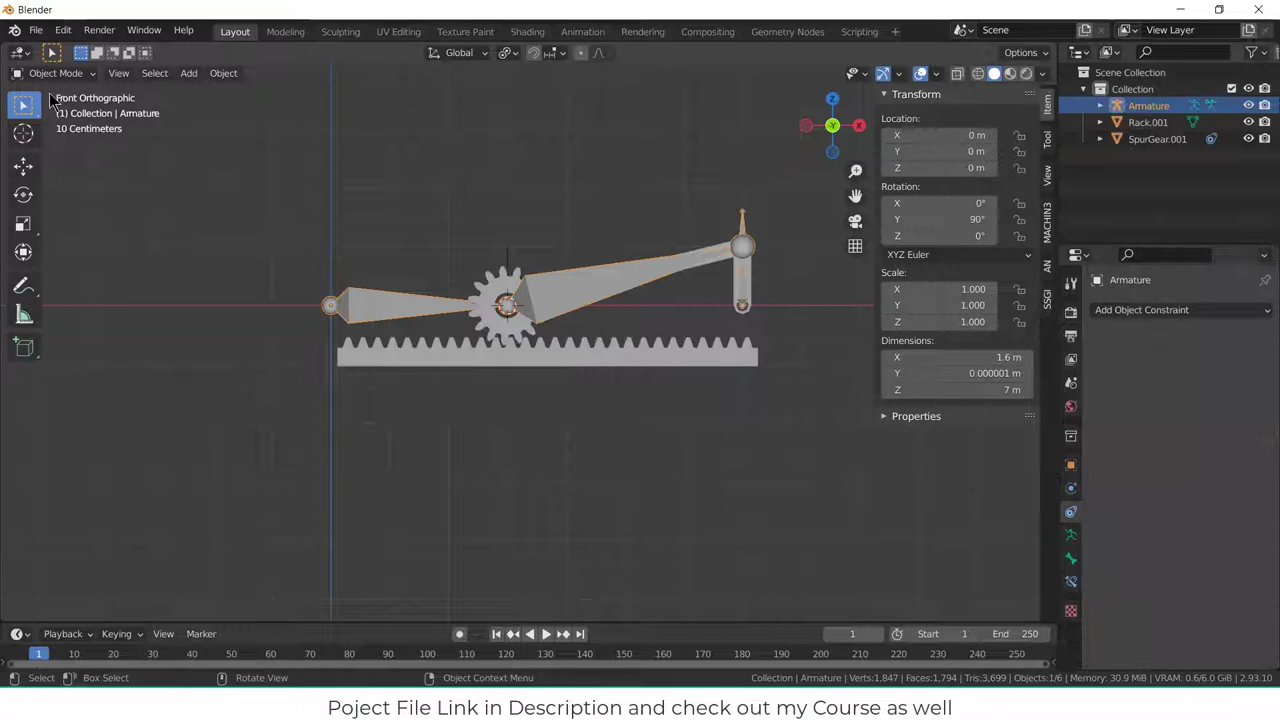 Blender
File Edit Render Window Help Layout Modeling Sculpting UV Editing Texture Paint Shading Animation Rendering Compositing Geometry Nodes Scripting + Scene View Layer
Global Options
Object Mode View Select Add Object
Scene Collection
Collection
Armature
Rack.001
SpurGear.001
Front Orthographic
(1) Collection | Armature
10 Centimeters
Transform
Location:
X 0 m
Y 0 m
Z 0 m
Rotation:
X 0°
Y 90°
Z 0°
XYZ Euler
Scale:
X 1.000
Y 1.000
Z 1.000
Dimensions:
X 1.6 m
Y 0.000001 m
Z 7 m
Properties
Item
Tool
View
MACHIN3
AN
SSGI
Z
X
-Y
Armature
Add Object Constraint
Playback Keying View Marker 1 Start 1 End 250
1 10 20 30 40 50 60 70 80 90 100 110 120 130 140 150 160 170 180 190 200 210 220 230 240 250
Select Box Select Rotate View Object Context Menu Collection | Armature | Verts:1,847 | Faces:1,794 | Tris:3,699 | Objects:1/6 | Memory: 30.9 MiB | VRAM: 0.6/6.0 GiB | 2.93.10
Poject File Link in Description and check out my Course as well